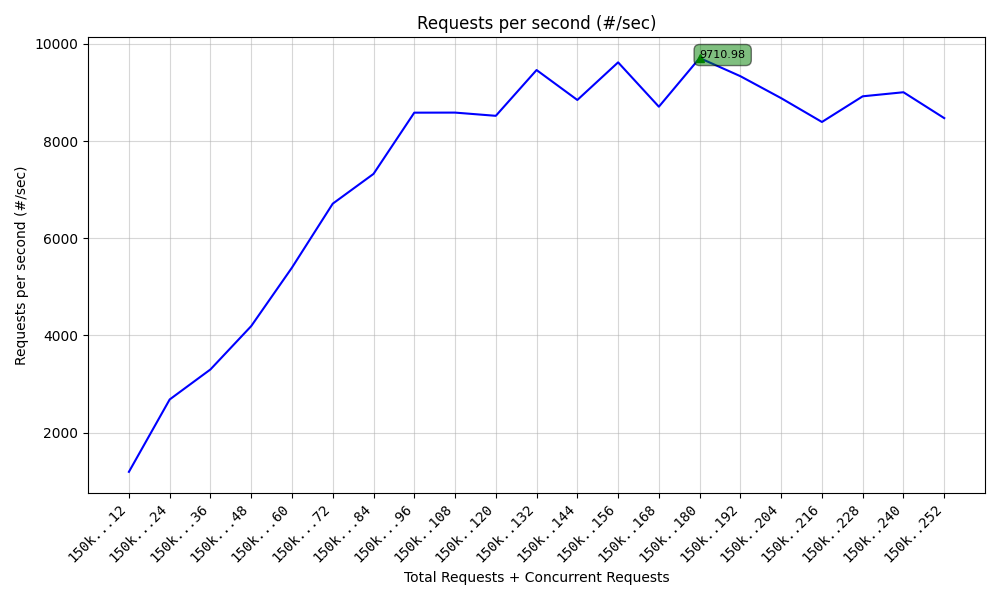 Requests per second (#/sec)
10000
8000
6000
4000
2000
Requests per second (#/sec)
9710.98
150k...12
150k...24
150k...36
150k...48
150k...60
150k...72
150k...84
150k...96
150k..108
150k..120
150k..132
150k..144
150k..156
150k..168
150k..180
150k..192
150k..204
150k..216
150k..228
150k..240
150k..252
Total Requests + Concurrent Requests